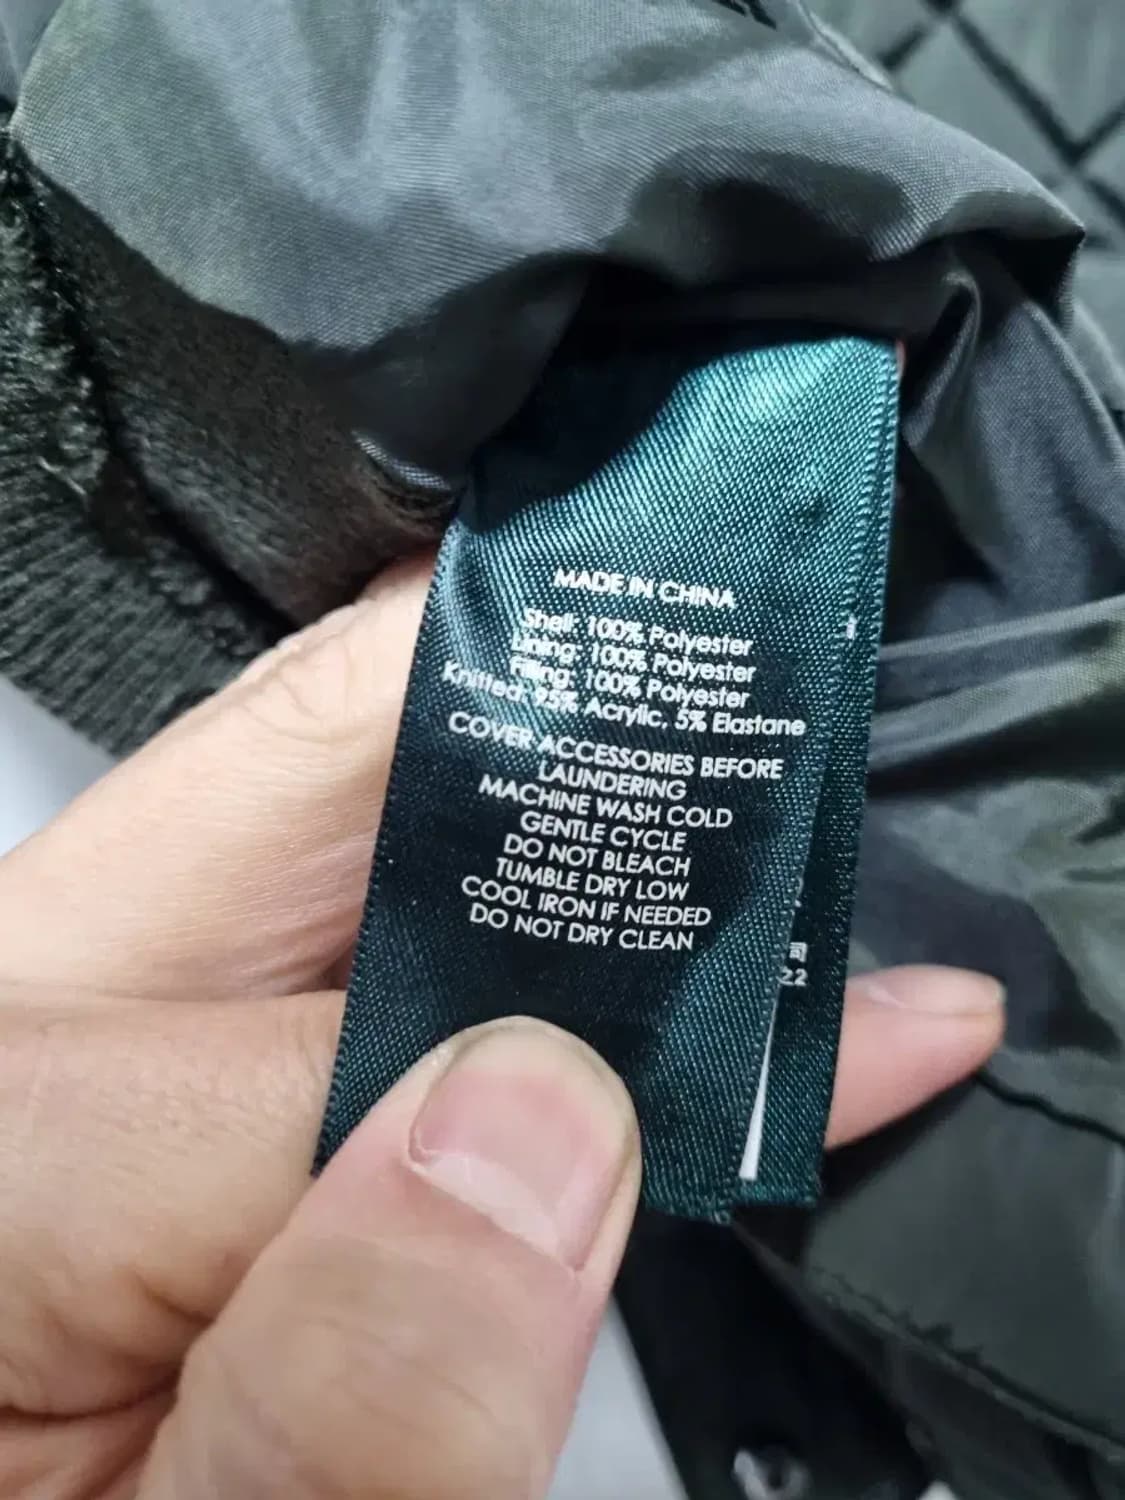 MADE IN CHINA
Shell: 100% Polyester
Lining: 100% Polyester
Filling: 100% Polyester
Knitted: 95% Acrylic, 5% Elastane
COVER ACCESSORIES BEFORE
LAUNDERING
MACHINE WASH COLD
GENTLE CYCLE
DO NOT BLEACH
TUMBLE DRY LOW
COOL IRON IF NEEDED
DO NOT DRY CLEAN
司